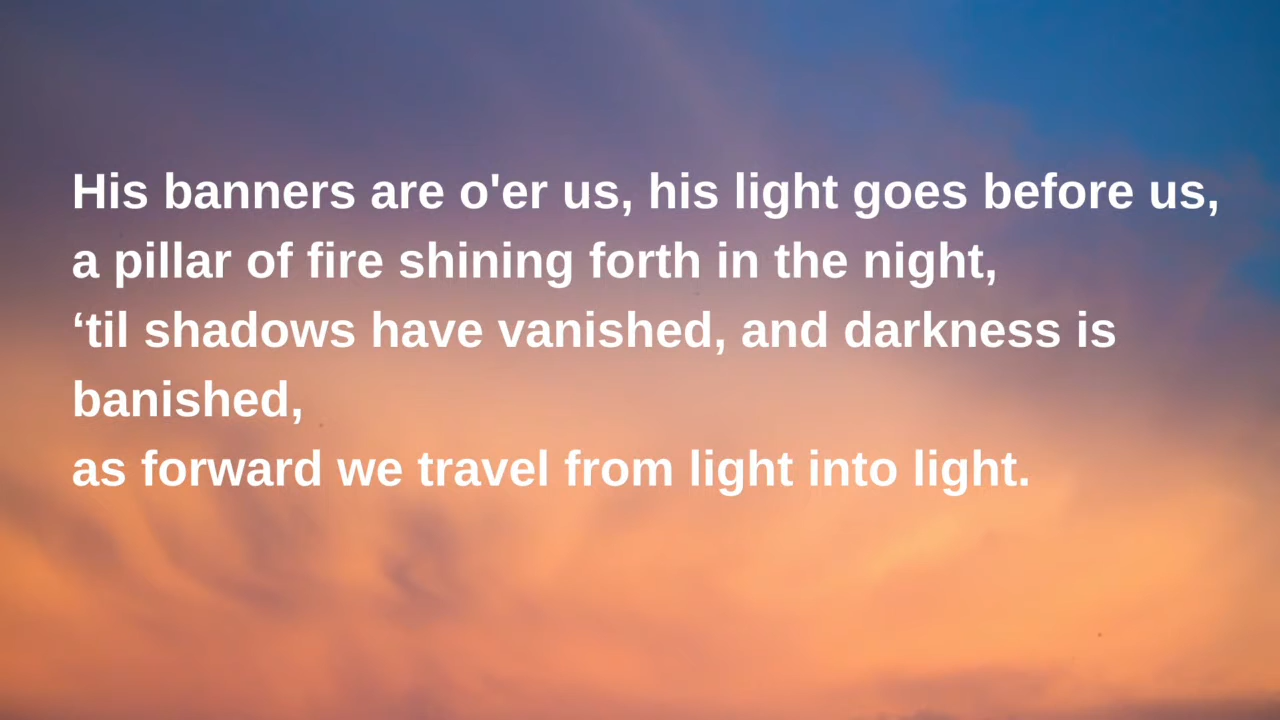 His banners are o'er us, his light goes before us,
a pillar of fire shining forth in the night,
‘til shadows have vanished, and darkness is
banished,
as forward we travel from light into light.